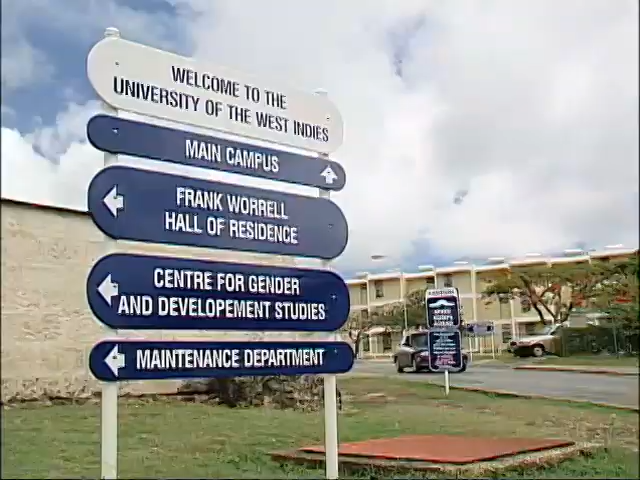 WELCOME TO THE
UNIVERSITY OF THE WEST INDIES
MAIN CAMPUS
FRANK WORRELL
HALL OF RESIDENCE
CENTRE FOR GENDER
AND DEVELOPEMENT STUDIES
MAINTENANCE DEPARTMENT